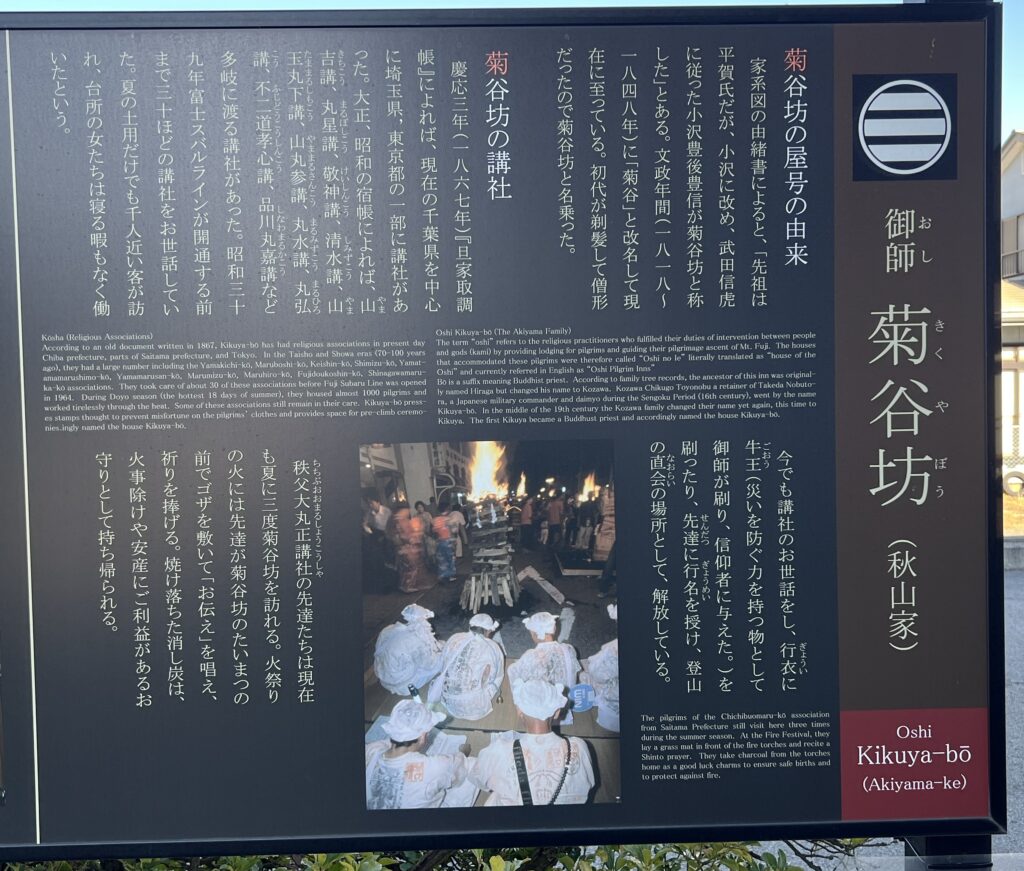 御師 菊谷坊 (秋山家)
おし きくやぼう
Oshi
Kikuya-bō
(Akiyama-ke)
菊谷坊の屋号の由来
家系図の由緒書によると、「先祖は
平賀氏だが、小沢に改め、武田信虎
に従った小沢豊後豊信が菊谷坊と称
した」とある。文政年間(一八一八〜
一八四八年)に「菊谷」と改名して現
在に至っている。初代が剃髪して僧形
だったので菊谷坊と名乗った。
菊谷坊の講社
慶応三年(一八六七年)『旦家取調
帳』によれば、現在の千葉県を中心
に埼玉県,東京都の一部に講社があ
った。大正、昭和の宿帳によれば、山
吉講、丸星講、敬神講、清水講、山
玉丸下講、山丸参講、丸水講、丸弘
講、不二道孝心講、品川丸嘉講など
多岐に渡る講社があった。昭和三十
九年富士スバルラインが開通する前
まで三十ほどの講社をお世話してい
た。夏の土用だけでも千人近い客が訪
れ、台所の女たちは寝る暇もなく働
いたという。
Oshi Kikuya-bō (The Akiyama Family)
The term "oshi" refers to the religious practitioners who fulfilled their duties of intervention between people
and gods (kami) by providing lodging for pilgrims and guiding their pilgrimage ascent of Mt. Fuji. The houses
that accommodated these pilgrims were therefore called "Oshi no Ie" literally translated as "house of the
Oshi" and currently referred in English as "Oshi Pilgrim Inns"
Bō is a suffix meaning Buddhist priest. According to family tree records, the ancestor of this inn was original-
ly named Hiraga but changed his name to Kozawa. Kozawa Chikugo Toyonobu a retainer of Takeda Nobuto-
ra, a Japanese military commander and daimyo during the Sengoku Period (16th century), went by the name
Kikuya-bō. In the middle of the 19th century the Kozawa family changed their name yet again, this time to
Kikuya. The first Kikuya became a Buddhust priest and accordingly named the house Kikuya-bō.
Kōsha (Religious Associations)
According to an old document written in 1867, Kikuya-bō has had religious associations in present day
Chiba prefecture, parts of Saitama prefecture, and Tokyo. In the Taisho and Showa eras (70-100 years
ago), they had a large number including the Yamakichi-kō, Maruboshi-kō, Keishin-kō, Shimizu-kō, Yamat-
amamarushimo-kō, Yamamarusan-kō, Marumizu-kō, Maruhiro-kō, Fujidoukoshin-kō, Shinagawamaru-
ka-kō associations. They took care of about 30 of these associations before Fuji Subaru Line was opened
in 1964. During Doyo season (the hottest 18 days of summer), they housed almost 1000 pilgrims and
worked tirelessly through the heat. Some of these associations still remain in their care. Kikuya-bō press-
es stamps thought to prevent misfortune on the pilgrims' clothes and provides space for pre-climb ceremo-
nies.ingly named the house Kikuya-bō.
今でも講社のお世話をし、行衣に
牛王(災いを防ぐ力を持つ物として
御師が刷り、信仰者に与えた。)を
刷ったり、先達に行名を授け、登山
の直会の場所として、解放している。
秩父大丸正講社の先達たちは現在
も夏に三度菊谷坊を訪れる。火祭り
の火には先達が菊谷坊のたいまつの
前でゴザを敷いて「お伝え」を唱え、
祈りを捧げる。焼け落ちた消し炭は、
火事除けや安産にご利益があるお
守りとして持ち帰られる。
The pilgrims of the Chichibuomaru-kō association
from Saitama Prefecture still visit here three times
during the summer season. At the Fire Festival, they
lay a grass mat in front of the fire torches and recite a
Shinto prayer. They take charcoal from the torches
home as a good luck charms to ensure safe births and
to protect against fire.